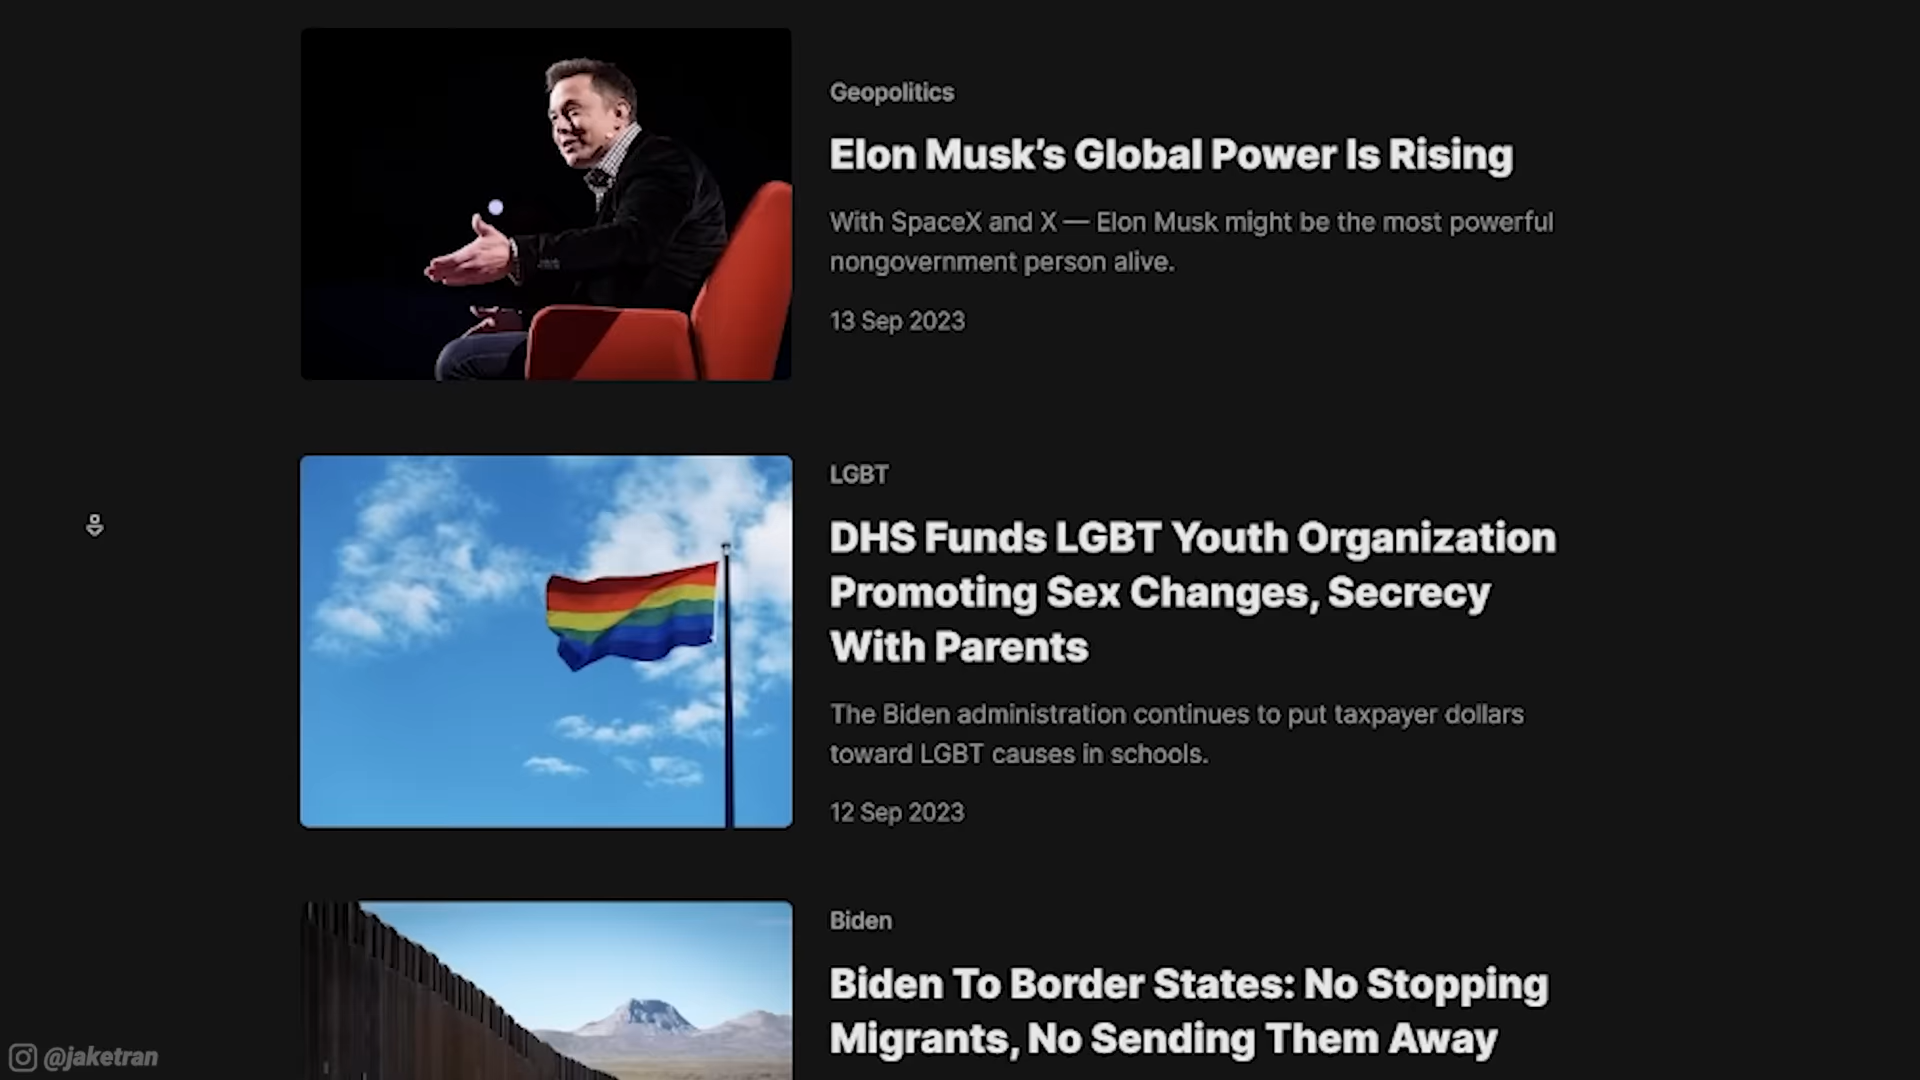 Geopolitics
Elon Musk’s Global Power Is Rising
With SpaceX and X — Elon Musk might be the most powerful
nongovernment person alive.
13 Sep 2023
LGBT
DHS Funds LGBT Youth Organization
Promoting Sex Changes, Secrecy
With Parents
The Biden administration continues to put taxpayer dollars
toward LGBT causes in schools.
12 Sep 2023
Biden
Biden To Border States: No Stopping
Migrants, No Sending Them Away
@jaketran